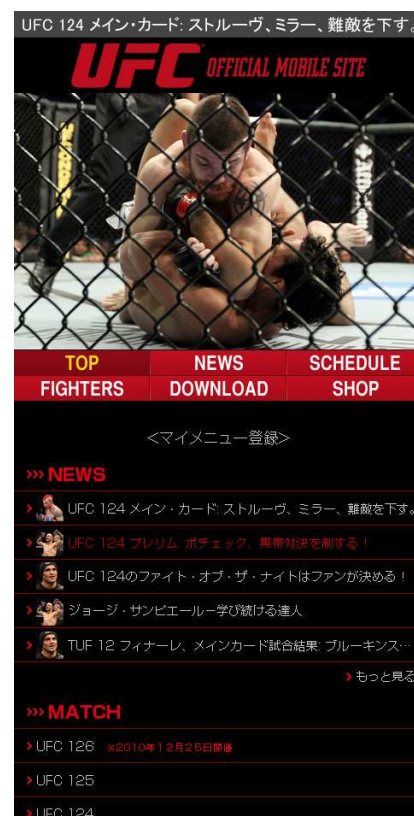 UFC 124 メイン・カード: ストルーヴ、ミラー、難敵を下す。
UFC OFFICIAL MOBILE SITE
TOP NEWS SCHEDULE
FIGHTERS DOWNLOAD SHOP
<マイメニュー登録>
››› NEWS
› UFC 124 メイン・カード: ストルーヴ、ミラー、難敵を下す。
› UFC 124 プレリム: ボチェック、黒帯対決を制する！
› UFC 124のファイト・オブ・ザ・ナイトはファンが決める！
› ジョージ・サンピエールー学び続ける達人
› TUF 12 フィナーレ、メインカード試合結果: ブルーキンス…
› もっと見る
››› MATCH
› UFC 126 ※2010年12月25日開催
› UFC 125
› UFC 124